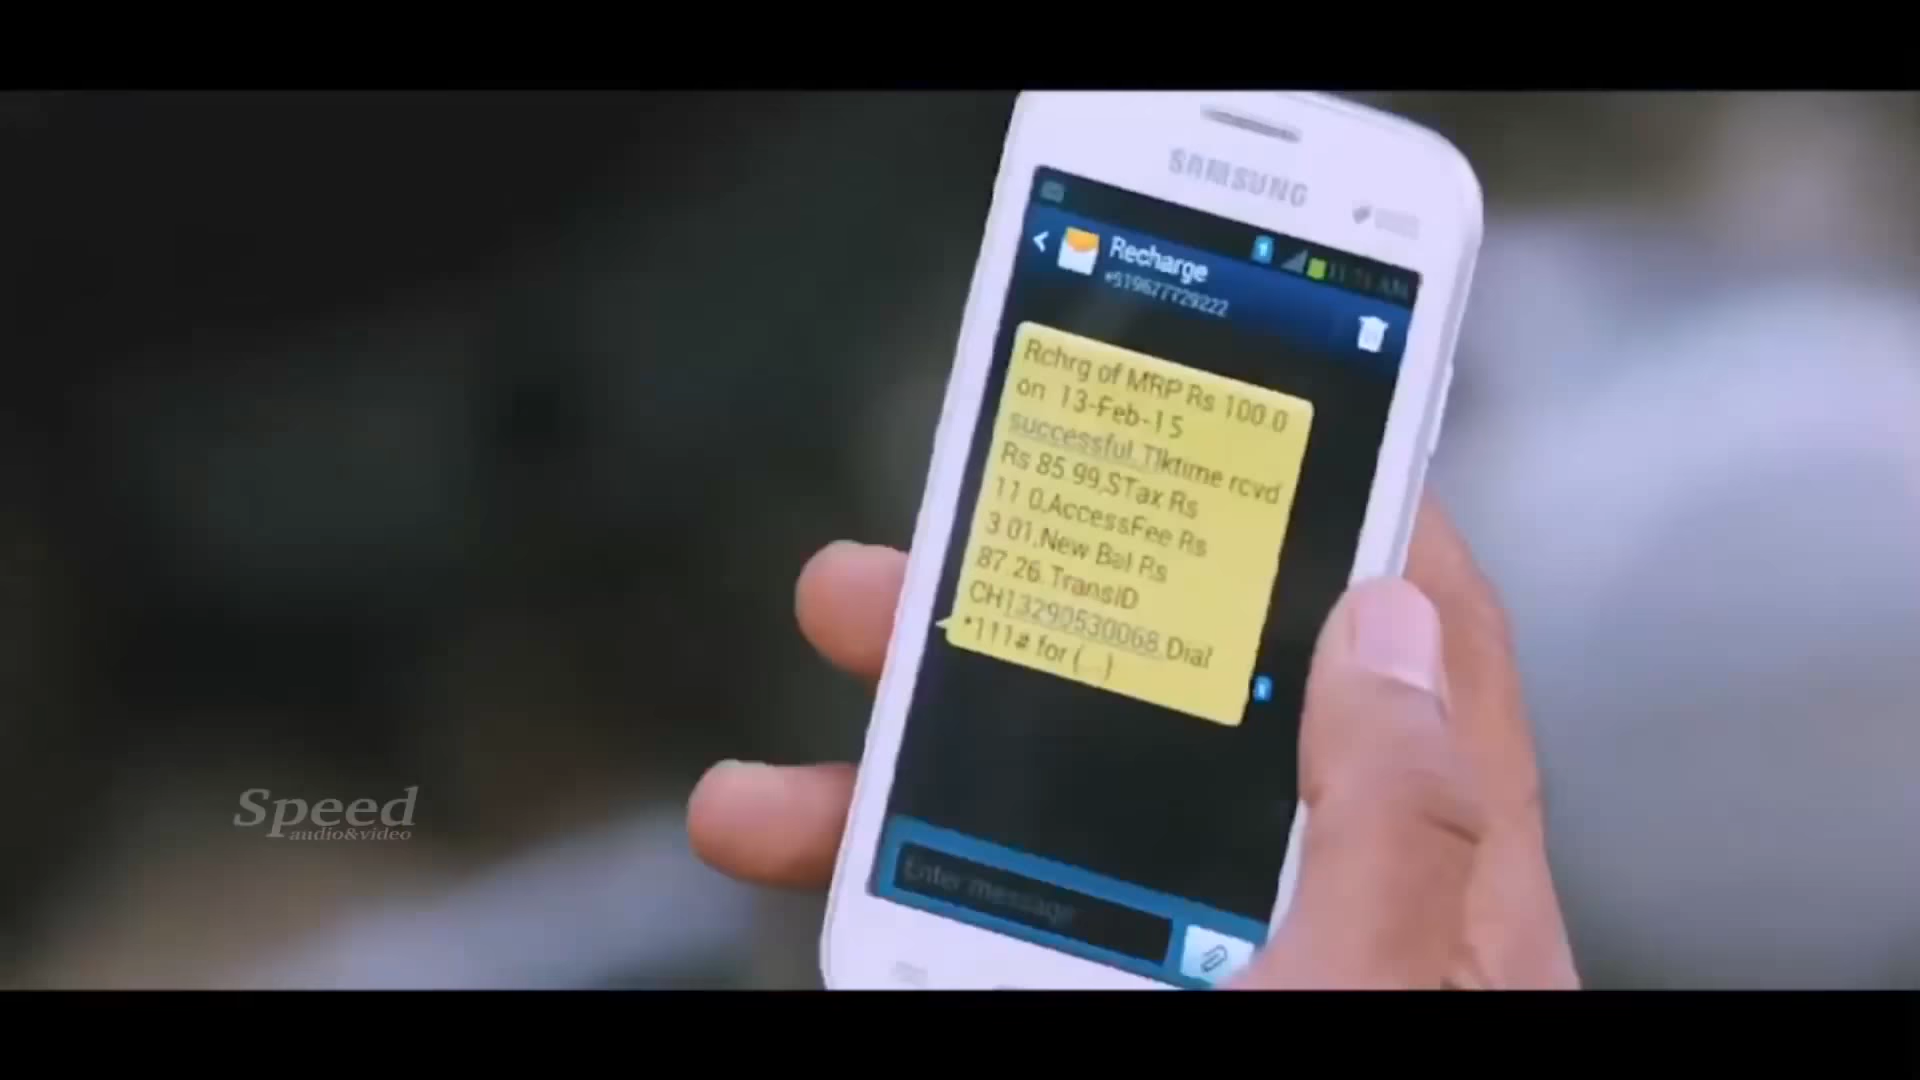 SAMSUNG
Recharge
+919677729222
Rchrg of MRP Rs 100.0
on 13-Feb-15
successful.Tlktime rcvd
Rs 85.99,STax Rs
11.0,AccessFee Rs
3.01,New Bal Rs
87.26.TransID
CH13290530068.Dial
*111# for (...)
Enter message
Speed
audio&video